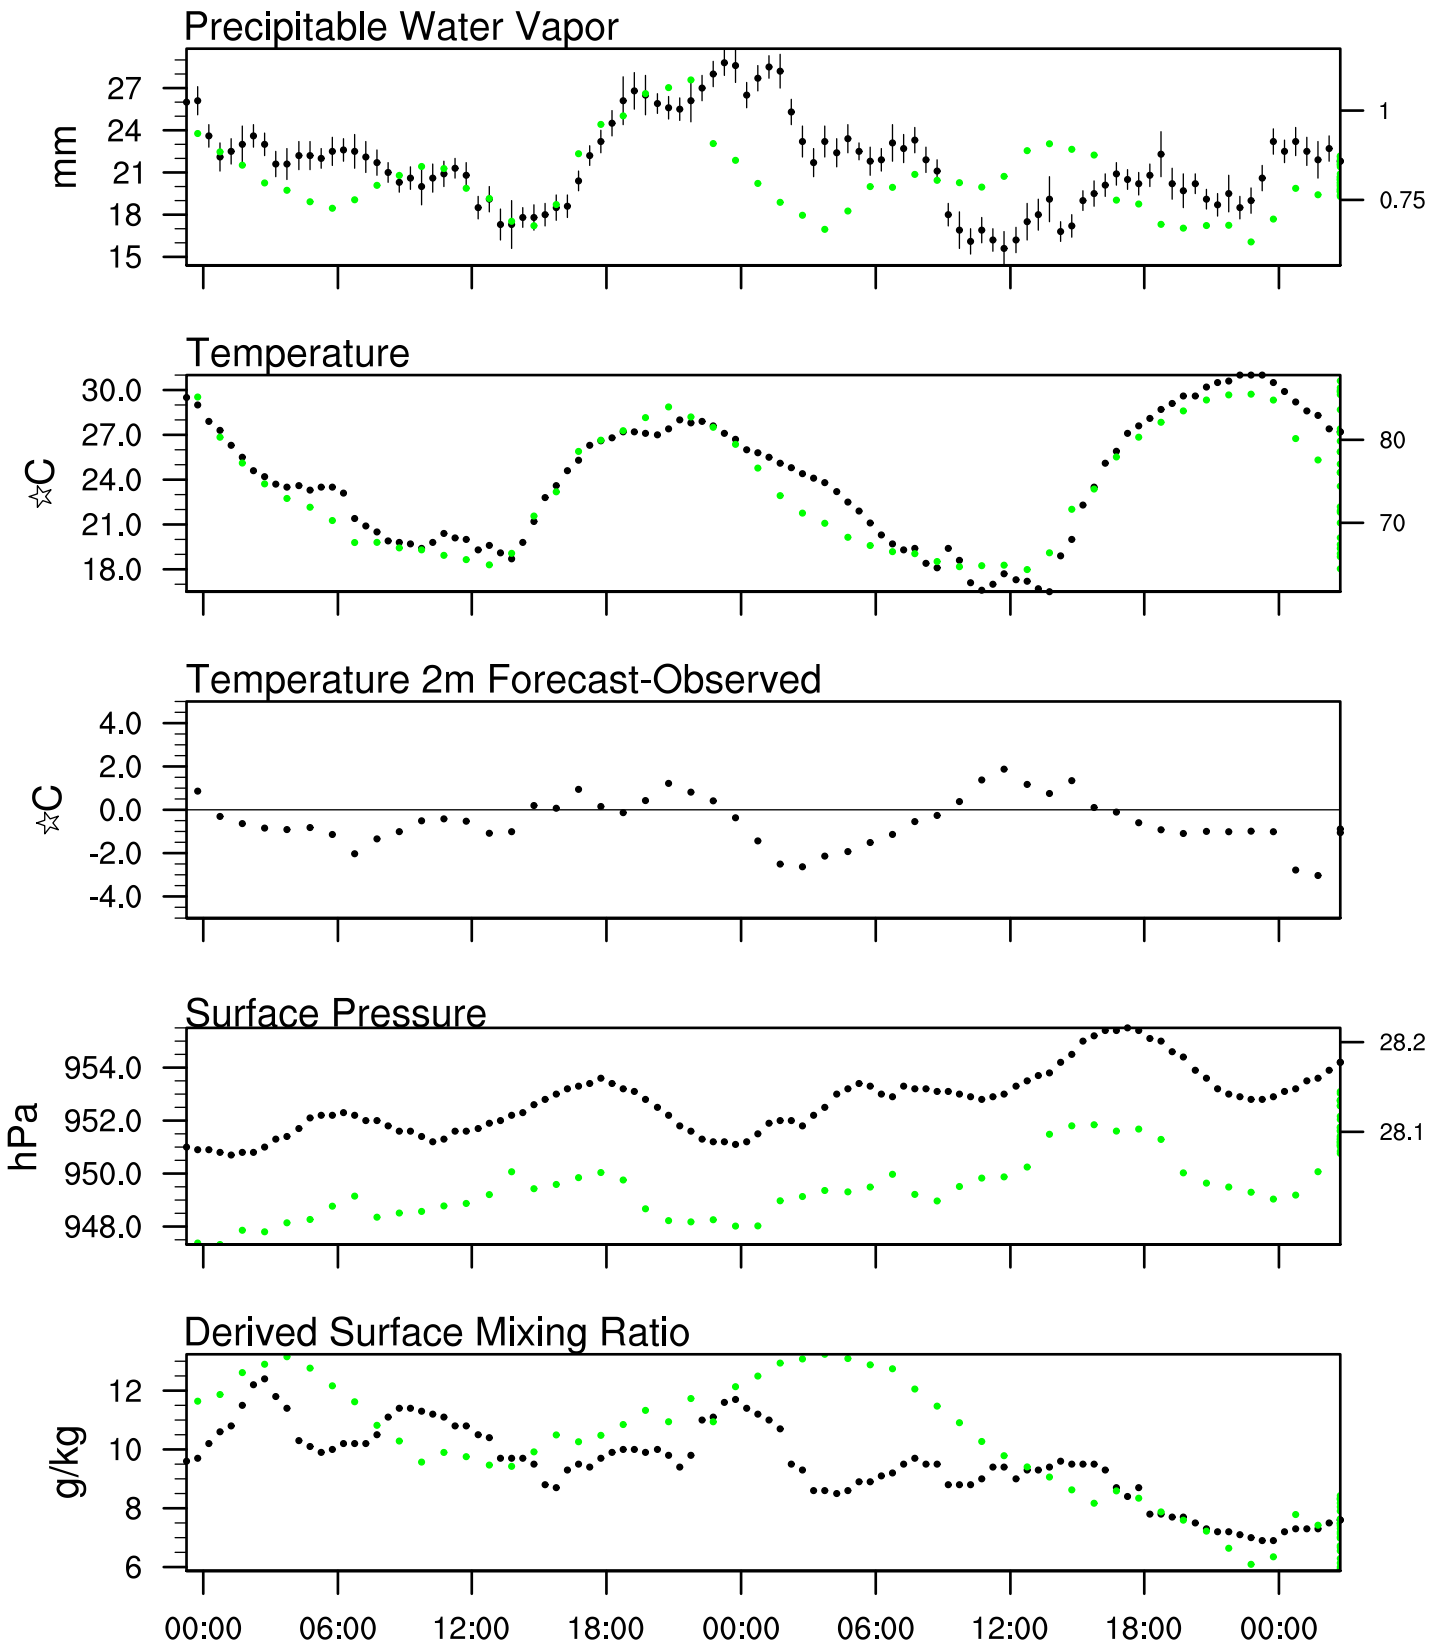 Precipitable Water Vapor
27
24
21
18
15
mm
1
0.75
Temperature
30.0
27.0
24.0
21.0
18.0
☆C
80
70
Temperature 2m Forecast-Observed
4.0
2.0
0.0
-2.0
-4.0
☆C
Surface Pressure
954.0
952.0
950.0
948.0
hPa
28.2
28.1
Derived Surface Mixing Ratio
12
10
8
6
g/kg
00:00 06:00 12:00 18:00 00:00 06:00 12:00 18:00 00:00